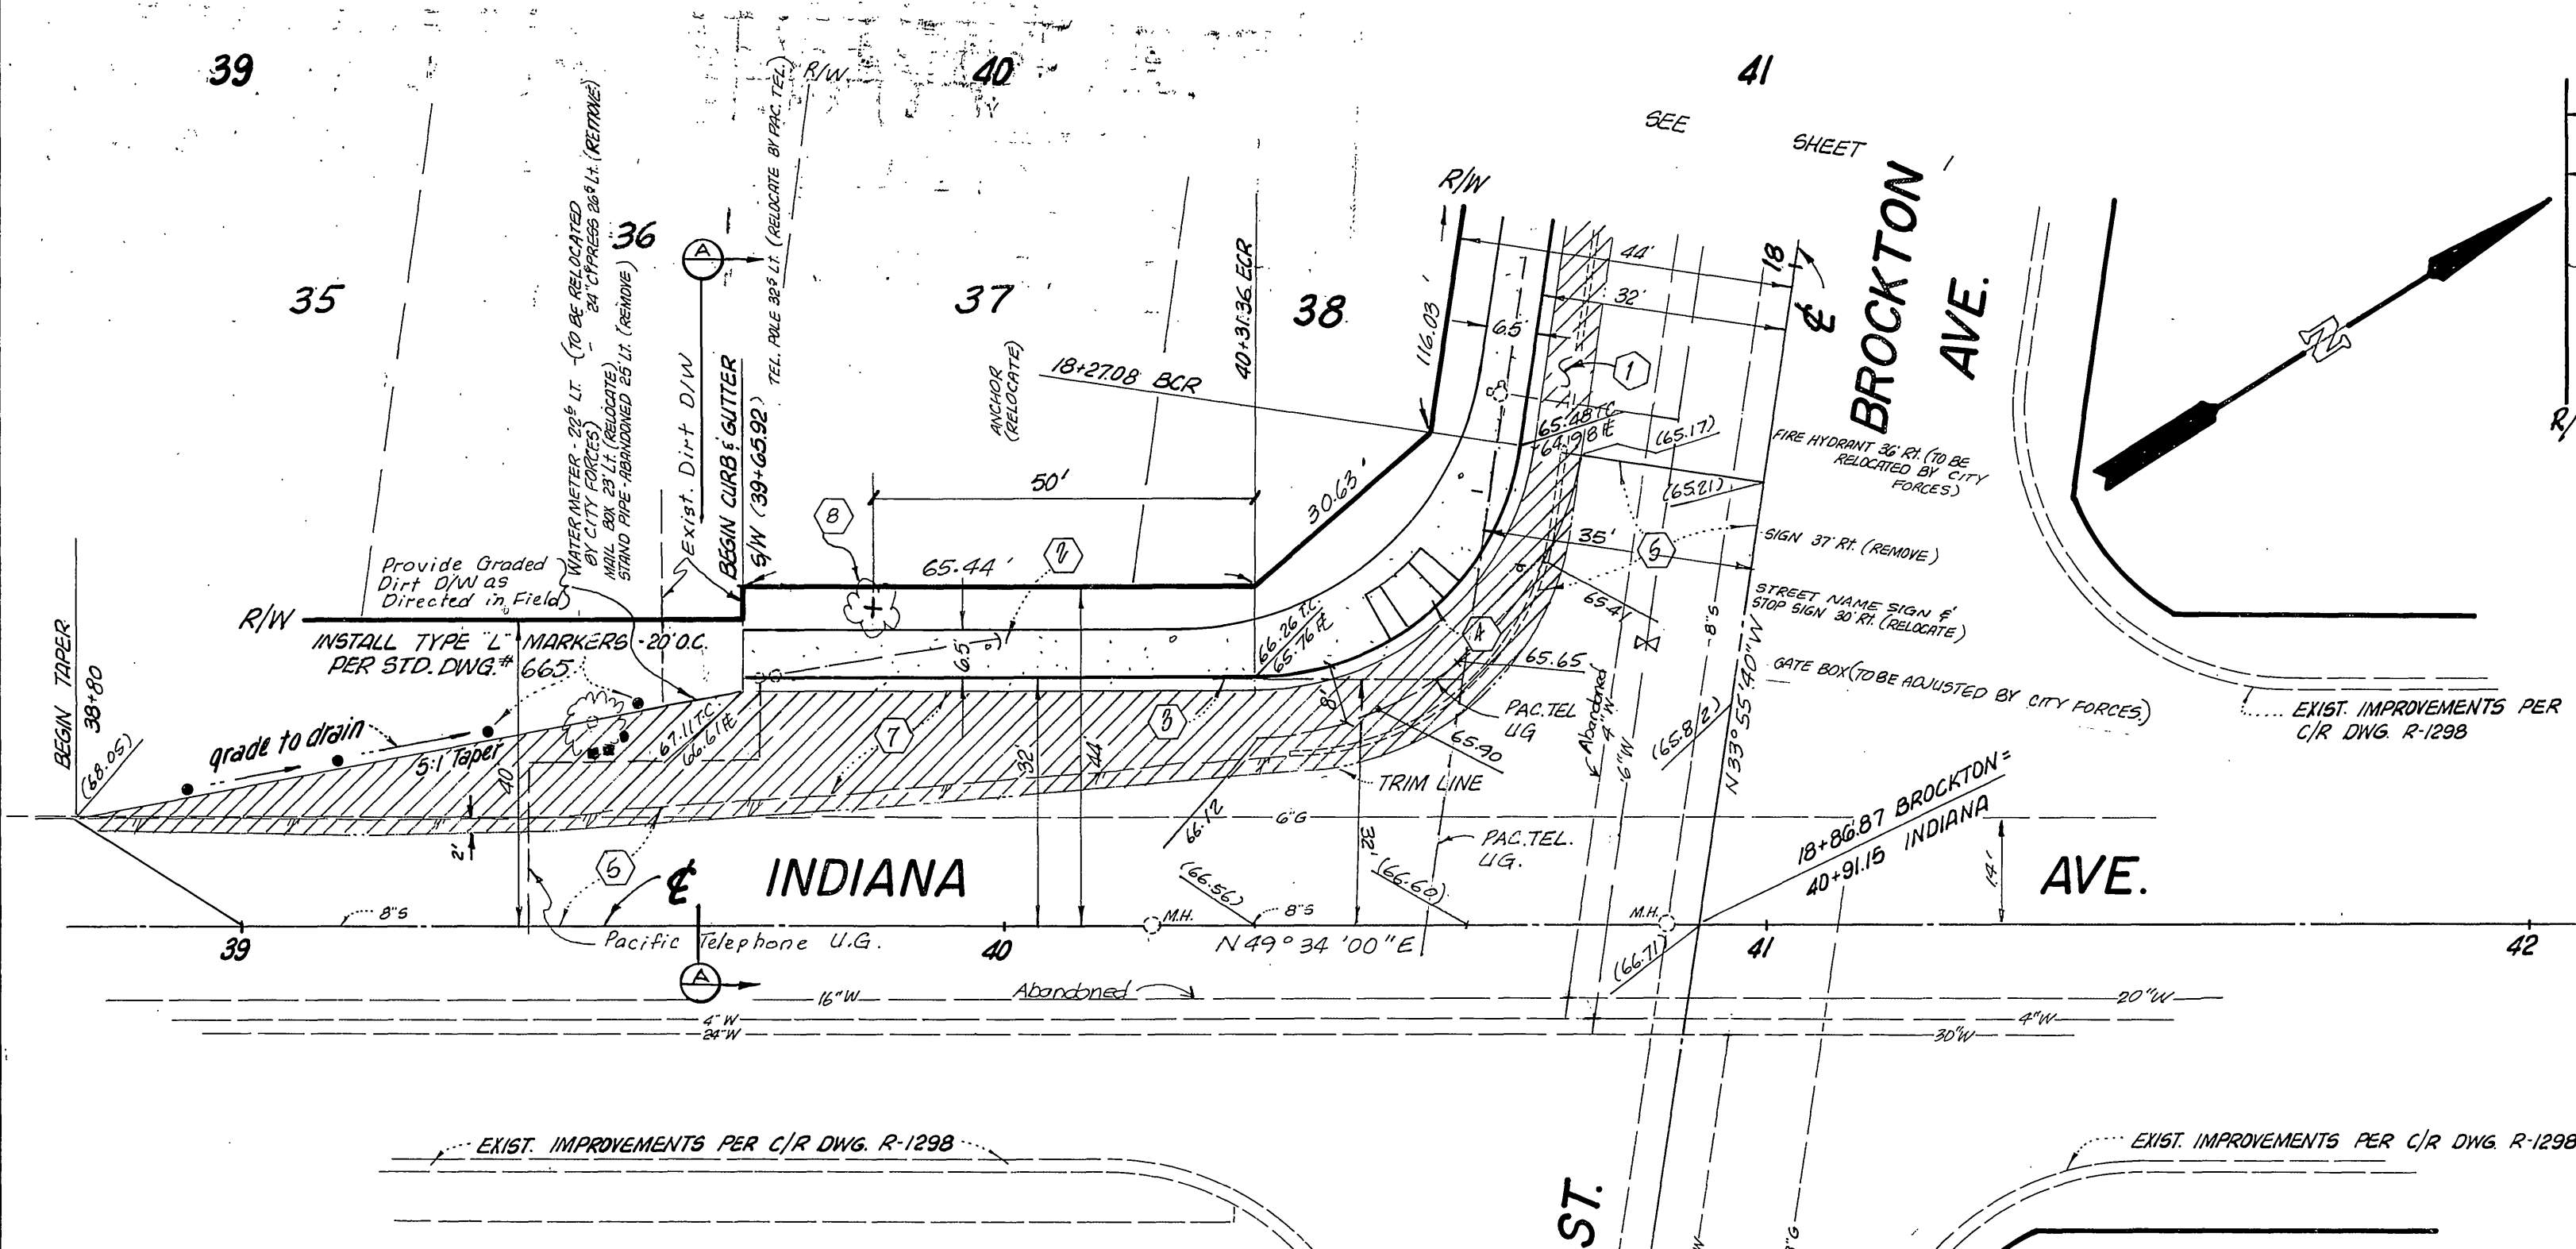 39
40
41
R/W
SEE SHEET 1
BROCKTON
AVE.
35
36
37
38
R/W
18
℄
N
A
WATER METER - 22⁶ LT. - (TO BE RELOCATED
BY CITY FORCES)
24" CYPRESS 26⁶ Lt. (REMOVE)
MAIL BOX 23' Lt. (RELOCATE)
STAND PIPE - ABANDONED 25' LT. (REMOVE)
Exist. Dirt D/W
BEGIN CURB & GUTTER
S/W (39+65.92)
TEL. POLE 32⁵ Lt. (RELOCATE BY PAC. TEL.)
ANCHOR
(RELOCATE)
40+31.36 ECR
18+27.08 BCR
116.03'
30.63'
44'
32'
6.5'
1
65.48 T.C.
(65.17)
(65.21)
FIRE HYDRANT 36' Rt. (TO BE
RELOCATED BY CITY
FORCES)
35'
5
SIGN 37' Rt. (REMOVE)
STREET NAME SIGN &
STOP SIGN 30' Rt. (RELOCATE)
GATE BOX (TO BE ADJUSTED BY CITY FORCES)
50'
8
65.44'
2
Provide Graded
Dirt D/W as
Directed in Field
R/W
INSTALL TYPE "L" MARKERS - 20' O.C.
PER STD. DWG. # 665
BEGIN TAPER
38+80
(68.05)
grade to drain
5:1 Taper
40'
67.11 T.C.
66.61 ℄
6.5
66.26 T.C.
65.76 ℄
7
3
4
8'
65.41
65.65
65.90
66.12
PAC. TEL
UG
TRIM LINE
Abandoned
4"W
6"W
8"S
(65.82)
N 33° 55' 40" W
EXIST. IMPROVEMENTS PER
C/R DWG. R-1298
18+86.87 BROCKTON =
40+91.15 INDIANA
2'
5
32
44
6"G
32'
PAC. TEL.
UG.
14'
INDIANA
AVE.
℄
(66.56)
(66.60)
8"S
8"S
M.H.
M.H.
39
40
41
42
Pacific Telephone U.G.
N 49° 34' 00" E
(66.71)
A
16"W
Abandoned
20"W
4"W
4"W
24"W
30"W
EXIST. IMPROVEMENTS PER C/R DWG. R-1298
EXIST. IMPROVEMENTS PER C/R DWG. R-1298
ST.